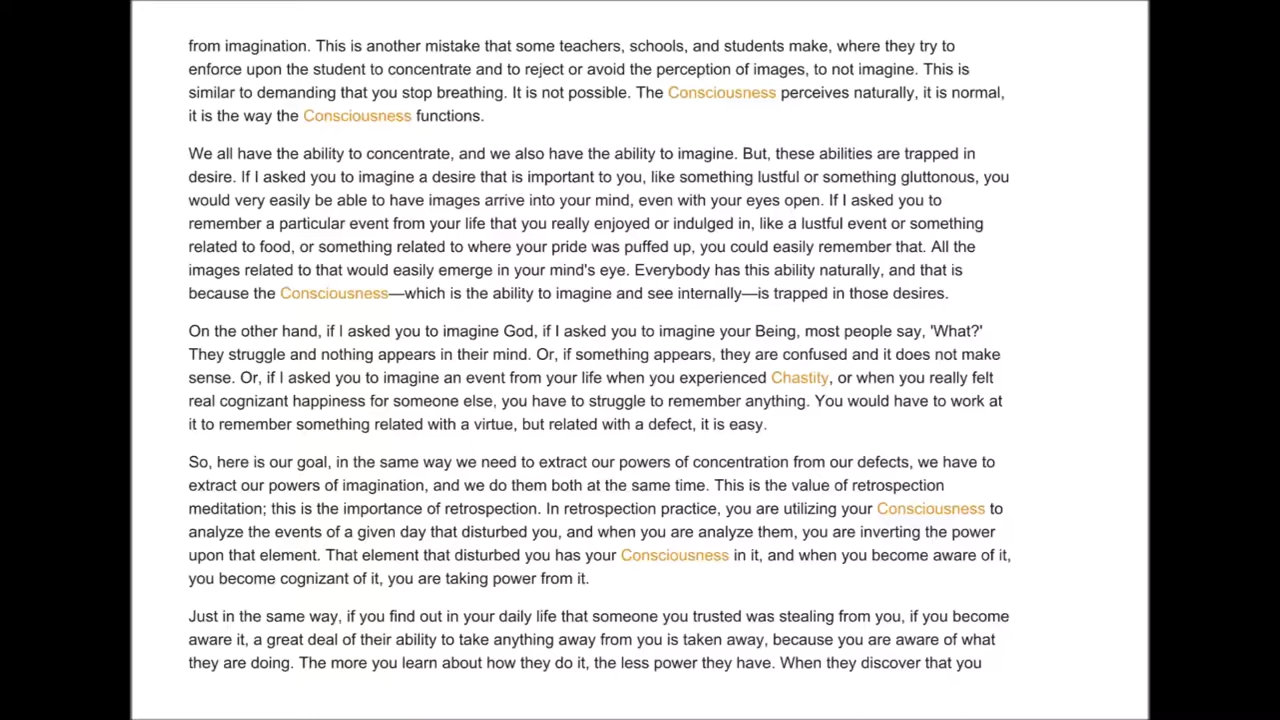 from imagination. This is another mistake that some teachers, schools, and students make, where they try to
enforce upon the student to concentrate and to reject or avoid the perception of images, to not imagine. This is
similar to demanding that you stop breathing. It is not possible. The Consciousness perceives naturally, it is normal,
it is the way the Consciousness functions.
We all have the ability to concentrate, and we also have the ability to imagine. But, these abilities are trapped in
desire. If I asked you to imagine a desire that is important to you, like something lustful or something gluttonous, you
would very easily be able to have images arrive into your mind, even with your eyes open. If I asked you to
remember a particular event from your life that you really enjoyed or indulged in, like a lustful event or something
related to food, or something related to where your pride was puffed up, you could easily remember that. All the
images related to that would easily emerge in your mind's eye. Everybody has this ability naturally, and that is
because the Consciousness—which is the ability to imagine and see internally—is trapped in those desires.
On the other hand, if I asked you to imagine God, if I asked you to imagine your Being, most people say, 'What?'
They struggle and nothing appears in their mind. Or, if something appears, they are confused and it does not make
sense. Or, if I asked you to imagine an event from your life when you experienced Chastity, or when you really felt
real cognizant happiness for someone else, you have to struggle to remember anything. You would have to work at
it to remember something related with a virtue, but related with a defect, it is easy.
So, here is our goal, in the same way we need to extract our powers of concentration from our defects, we have to
extract our powers of imagination, and we do them both at the same time. This is the value of retrospection
meditation; this is the importance of retrospection. In retrospection practice, you are utilizing your Consciousness to
analyze the events of a given day that disturbed you, and when you are analyze them, you are inverting the power
upon that element. That element that disturbed you has your Consciousness in it, and when you become aware of it,
you become cognizant of it, you are taking power from it.
Just in the same way, if you find out in your daily life that someone you trusted was stealing from you, if you become
aware it, a great deal of their ability to take anything away from you is taken away, because you are aware of what
they are doing. The more you learn about how they do it, the less power they have. When they discover that you